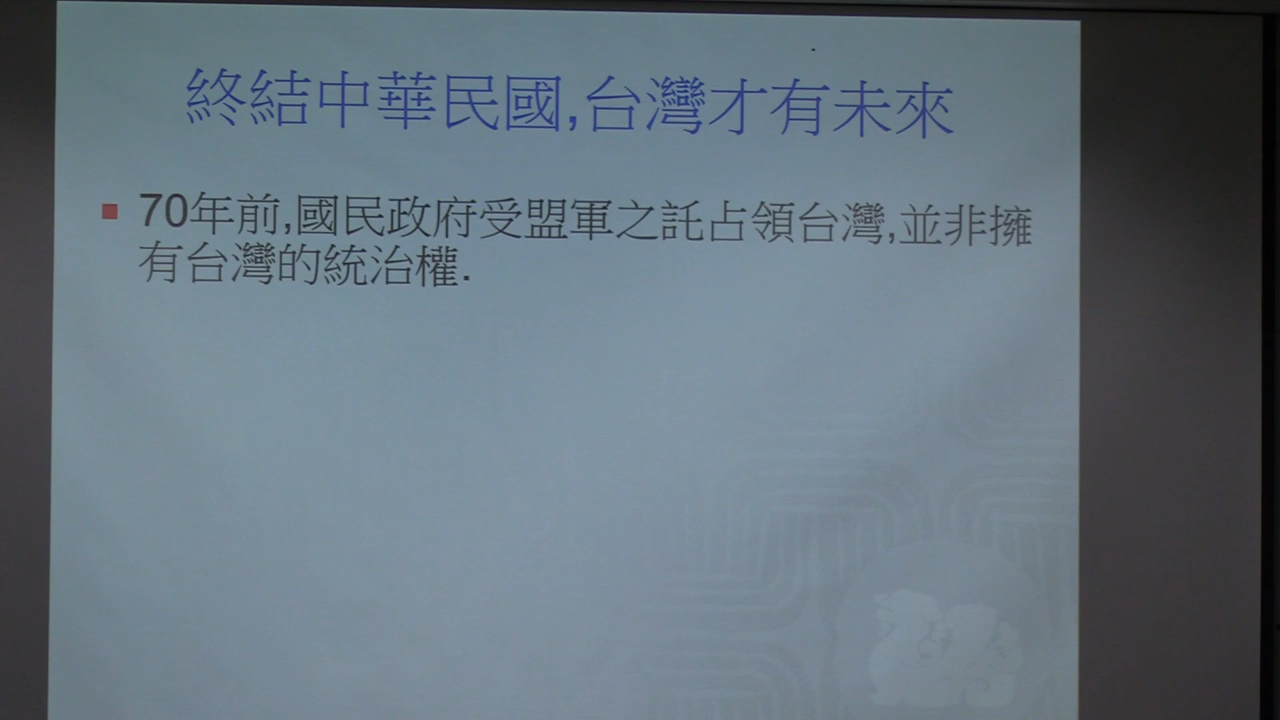 終結中華民國,台灣才有未來
70年前,國民政府受盟軍之託占領台灣,並非擁
有台灣的統治權.